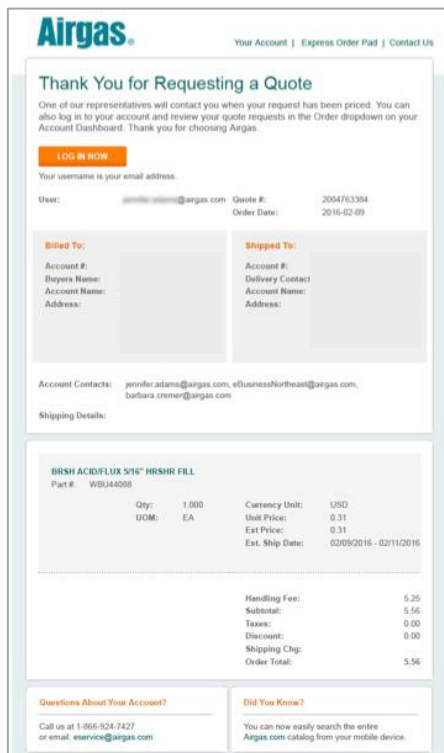 Airgas.
Your Account | Express Order Pad | Contact Us
Thank You for Requesting a Quote
One of our representatives will contact you when your request has been priced. You can
also log in to your account and review your quote requests in the Order dropdown on your
Account Dashboard. Thank you for choosing Airgas.
LOG IN NOW
Your username is your email address.
User: @airgas.com Quote #: 2004763384
Order Date: 2016-02-09
Billed To: Shipped To:
Account #: Account #:
Buyers Name: Delivery Contact
Account Name: Account Name:
Address: Address:
Account Contacts: jennifer.adams@airgas.com, eBusinessNortheast@airgas.com,
barbara.cremer@airgas.com
Shipping Details:
BRSH ACID/FLUX 5/16" HRSHR FILL
Part #: WBU44088
Qty: 1.000 Currency Unit: USD
UOM: EA Unit Price: 0.31
Ext Price: 0.31
Est. Ship Date: 02/09/2016 - 02/11/2016
Handling Fee: 5.25
Subtotal: 5.56
Taxes: 0.00
Discount: 0.00
Shipping Chg:
Order Total: 5.56
Questions About Your Account? Did You Know?
Call us at 1-866-924-7427 You can now easily search the entire
or email: eservice@airgas.com Airgas.com catalog from your mobile device.